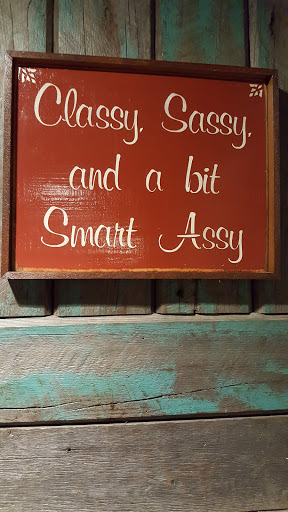 Classy, Sassy,
and a bit
Smart Assy